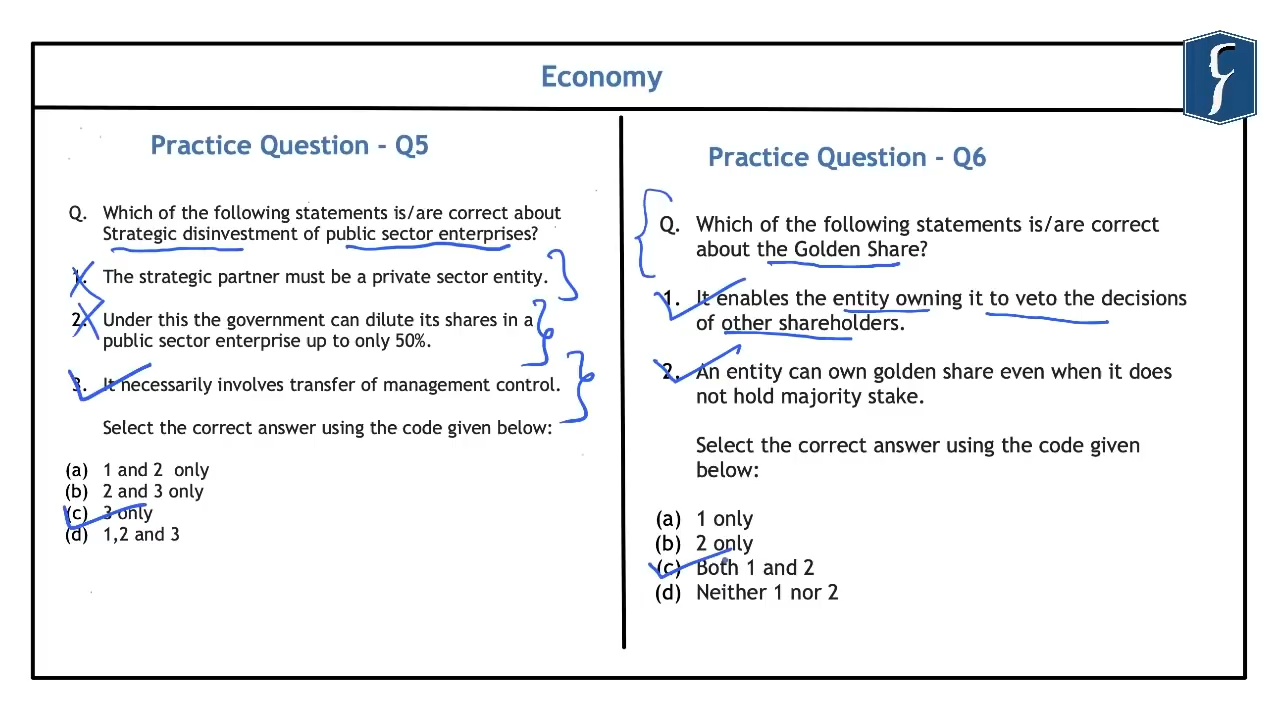 Economy
Practice Question - Q5
Q. Which of the following statements is/are correct about
Strategic disinvestment of public sector enterprises?
1. The strategic partner must be a private sector entity.
2. Under this the government can dilute its shares in a
public sector enterprise up to only 50%.
3. It necessarily involves transfer of management control.
Select the correct answer using the code given below:
(a) 1 and 2 only
(b) 2 and 3 only
(c) 3 only
(d) 1,2 and 3
Practice Question - Q6
Q. Which of the following statements is/are correct
about the Golden Share?
1. It enables the entity owning it to veto the decisions
of other shareholders.
2. An entity can own golden share even when it does
not hold majority stake.
Select the correct answer using the code given
below:
(a) 1 only
(b) 2 only
(c) Both 1 and 2
(d) Neither 1 nor 2